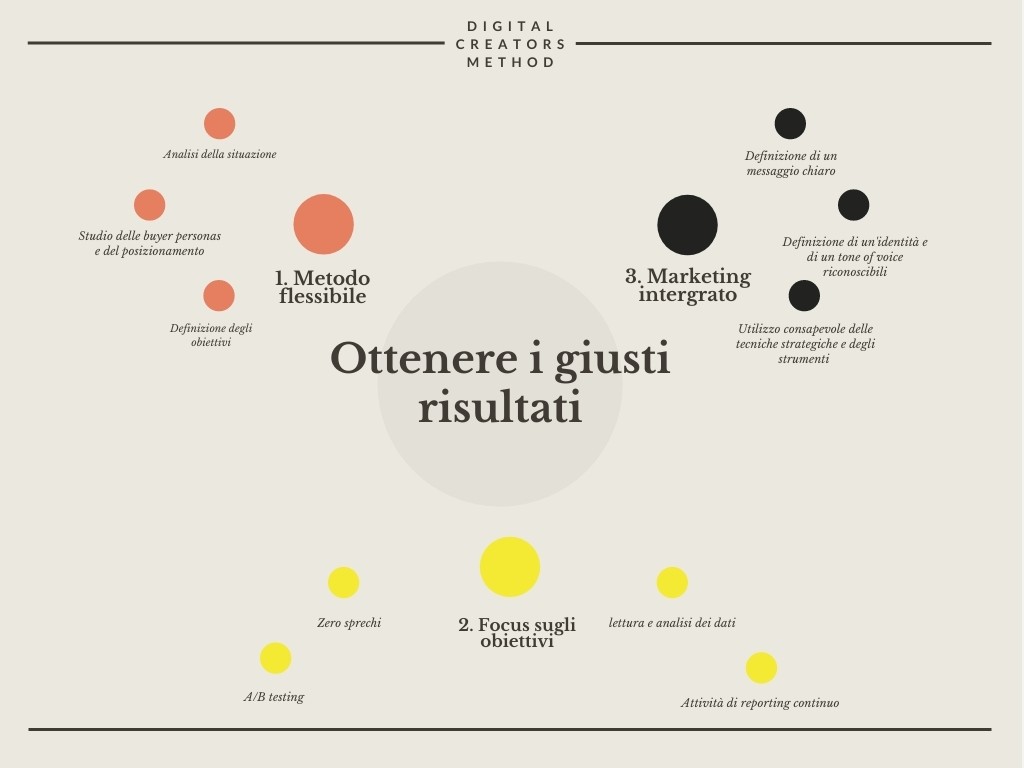 DIGITAL
CREATORS
METHOD
Analisi della situazione
Studio delle buyer personas
e del posizionamento
Definizione degli
obiettivi
1. Metodo
flessibile
Definizione di un
messaggio chiaro
Definizione di un'identità e
di un tone of voice
riconoscibili
3. Marketing
intergrato
Utilizzo consapevole delle
tecniche strategiche e degli
strumenti
Ottenere i giusti
risultati
Zero sprechi
A/B testing
2. Focus sugli
obiettivi
lettura e analisi dei dati
Attività di reporting continuo